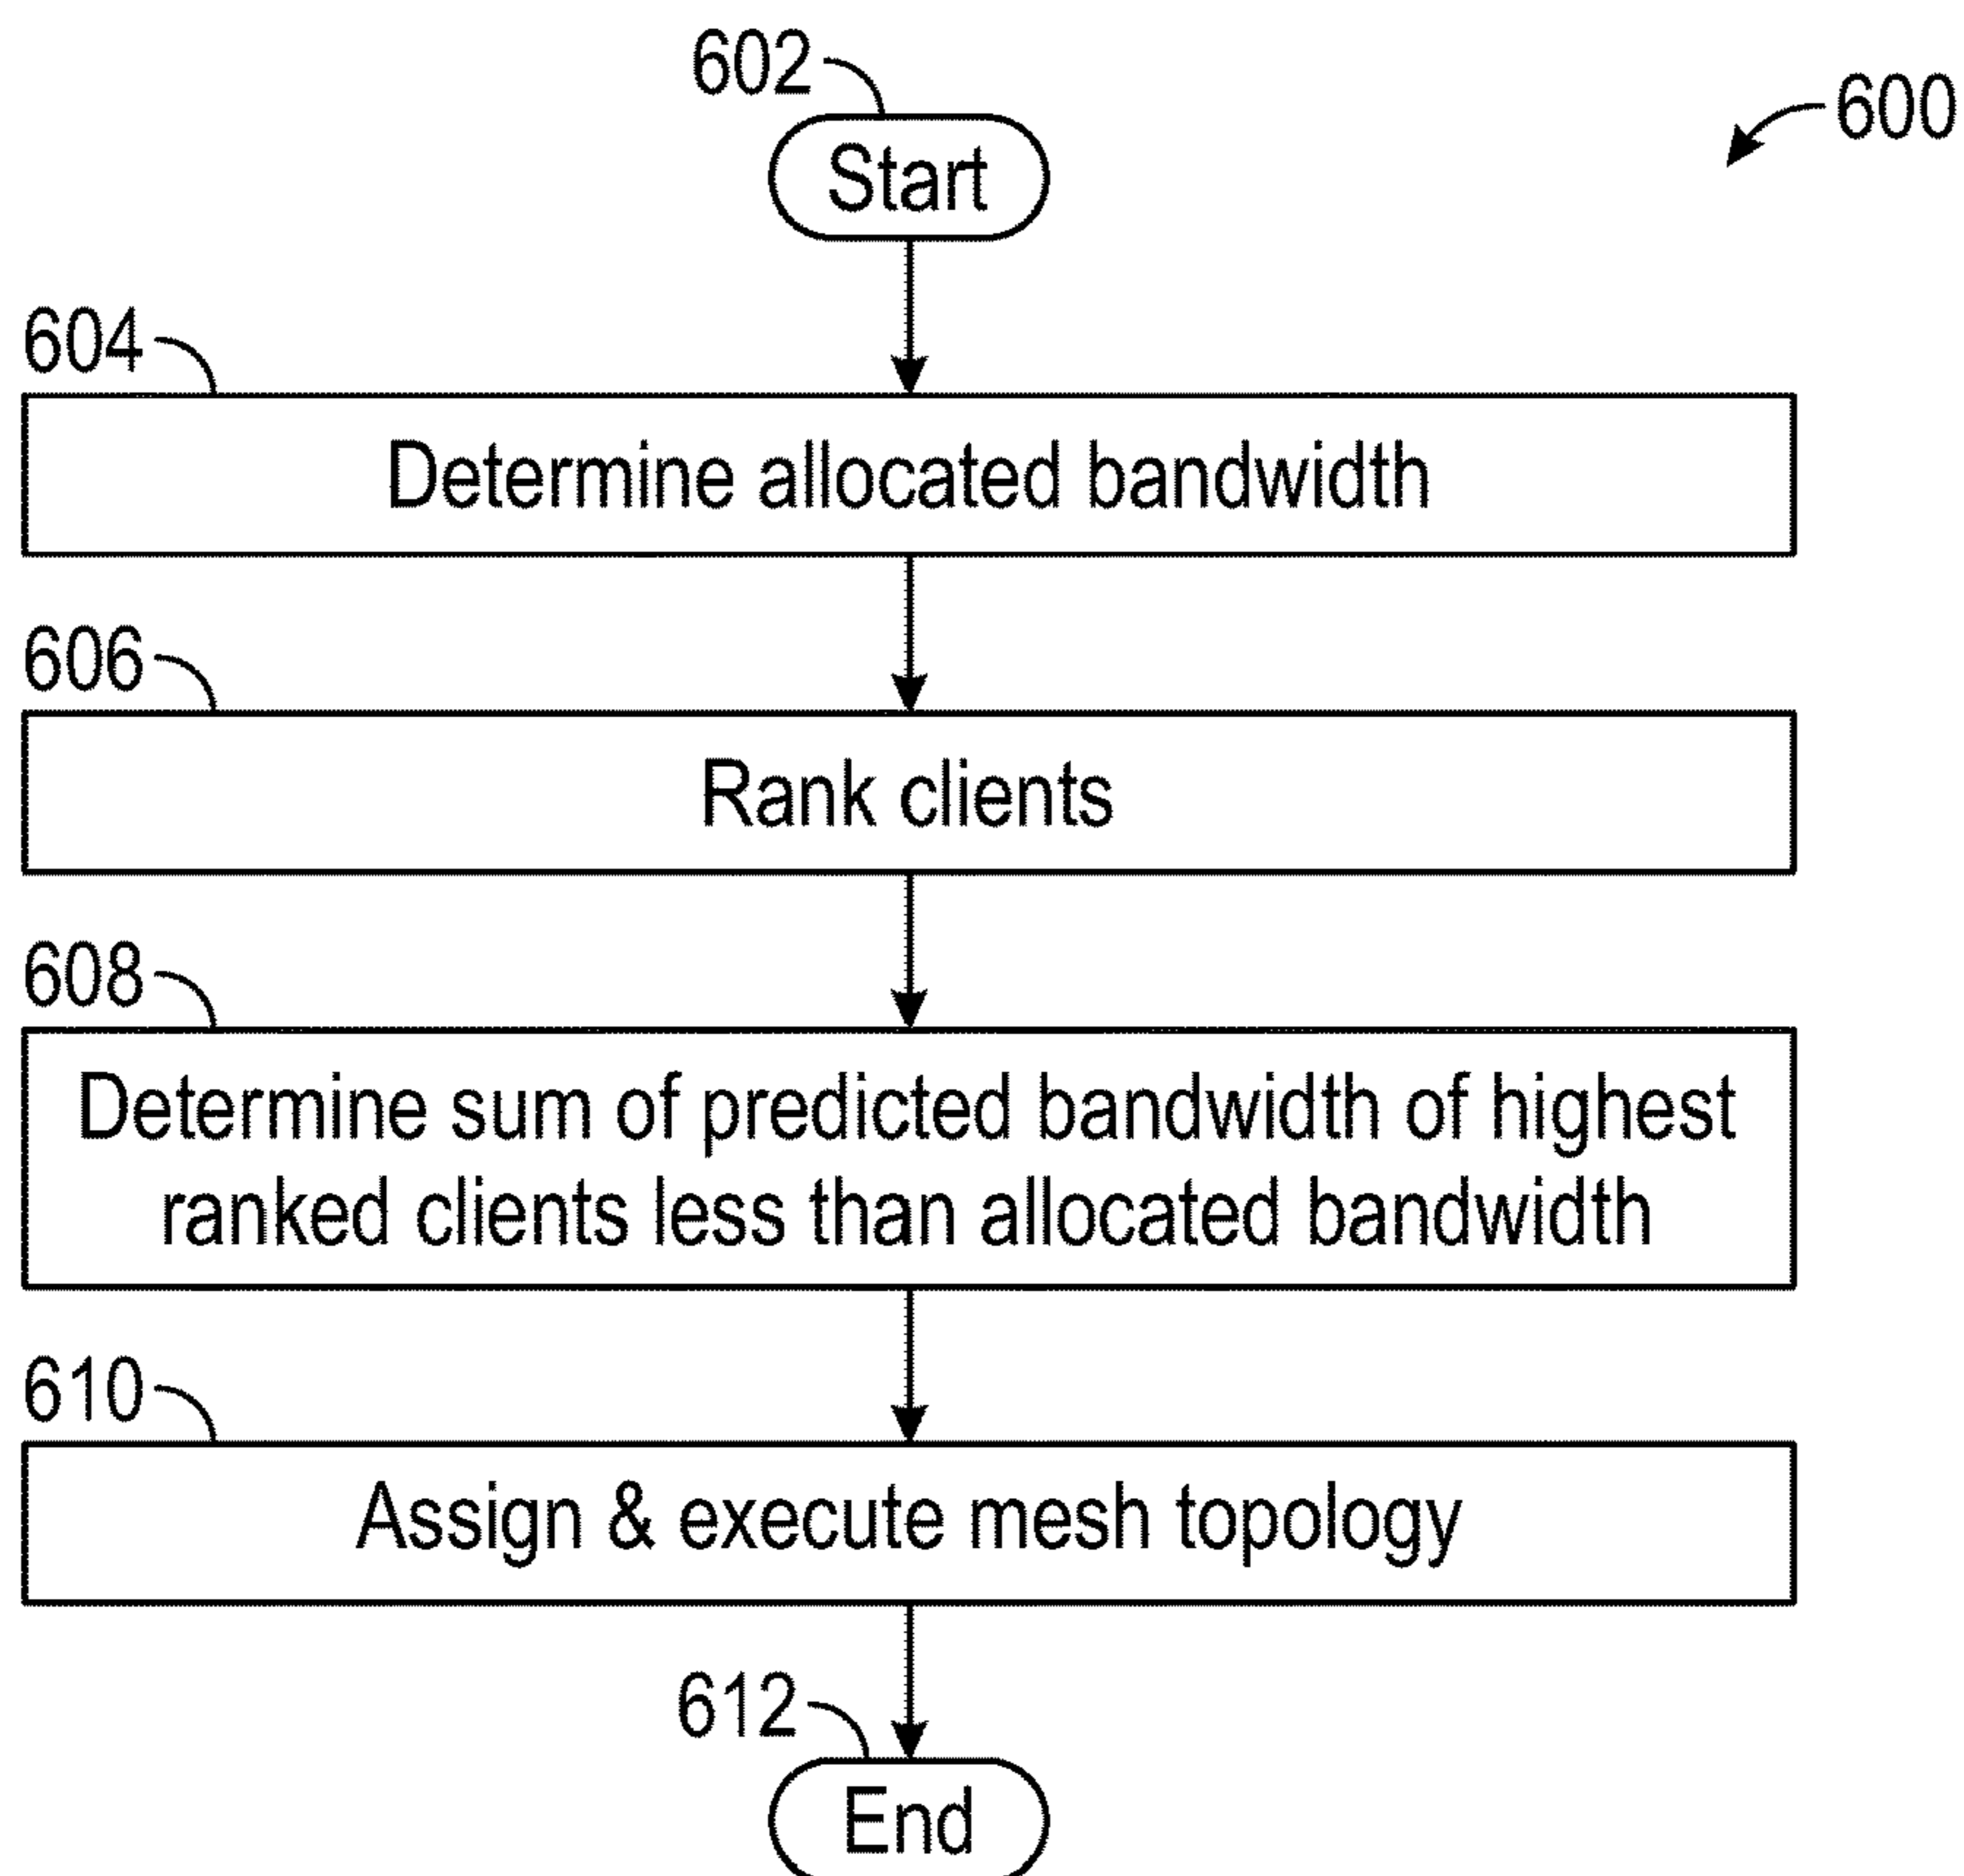 602
600
Start
604
Determine allocated bandwidth
606
Rank clients
608
Determine sum of predicted bandwidth of highest
ranked clients less than allocated bandwidth
610
Assign & execute mesh topology
612
End